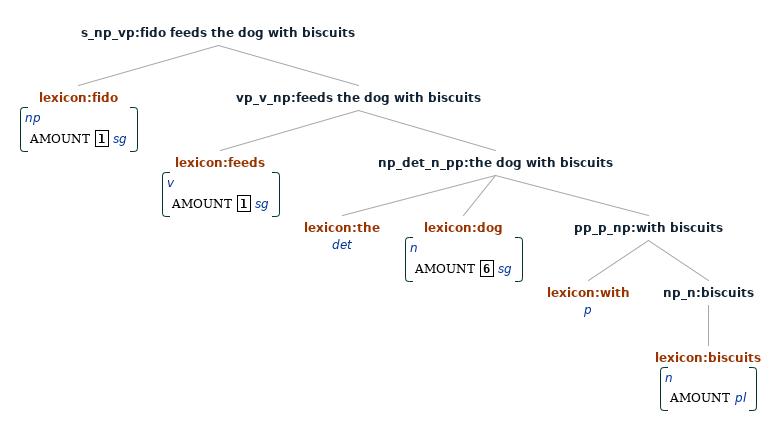 s_np_vp:fido feeds the dog with biscuits
lexicon:fido
np
AMOUNT 1 sg
vp_v_np:feeds the dog with biscuits
lexicon:feeds
v
AMOUNT 1 sg
np_det_n_pp:the dog with biscuits
lexicon:the
det
lexicon:dog
n
AMOUNT 6 sg
pp_p_np:with biscuits
lexicon:with
p
np_n:biscuits
lexicon:biscuits
n
AMOUNT pl